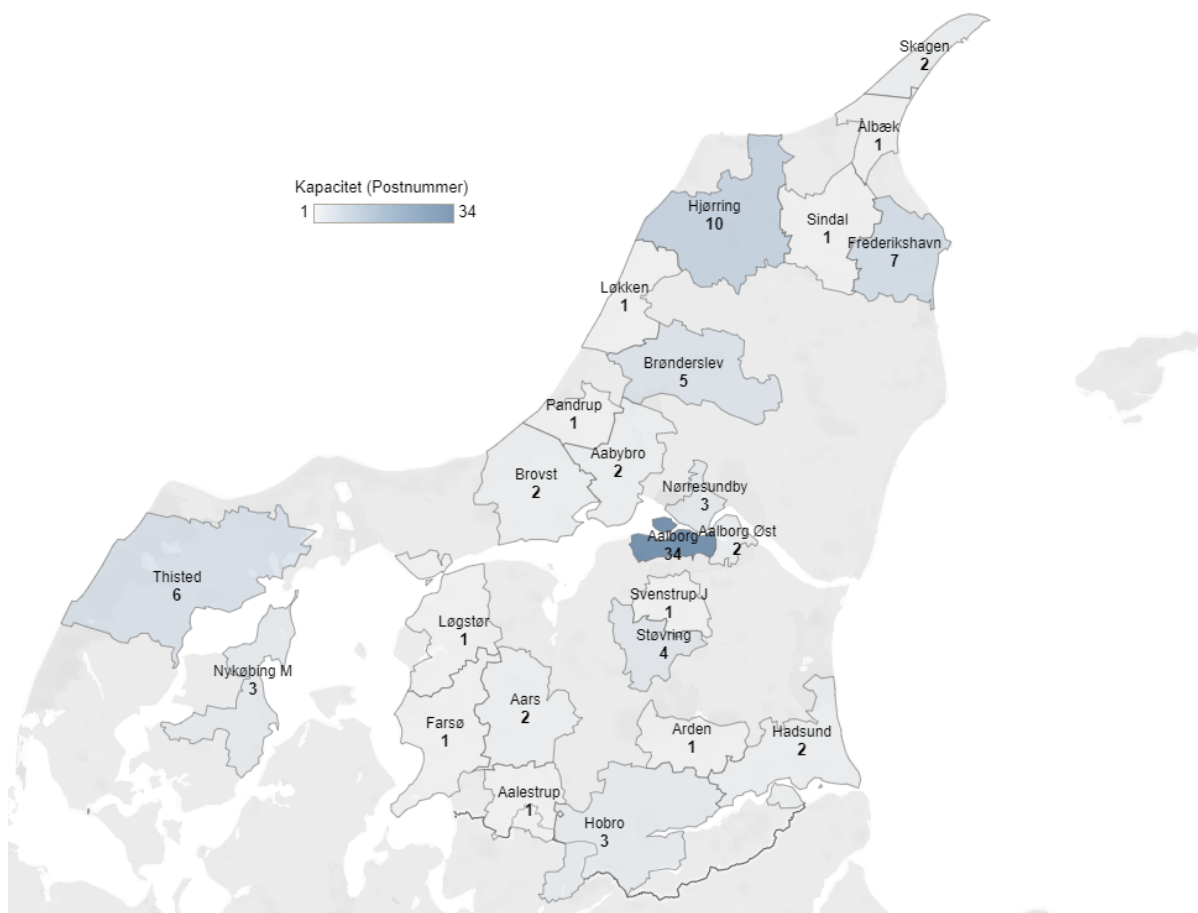 Skagen
2
Ålbæk
1
Kapacitet (Postnummer)
1 34
Hjørring
10
Sindal
1
Frederikshavn
7
Løkken
1
Brønderslev
5
Pandrup
1
Aabybro
2
Brovst
2
Nørresundby
3
Aalborg
34
Aalborg Øst
2
Thisted
6
Svenstrup J
1
Løgstør
1
Støvring
4
Nykøbing M
3
Aars
2
Farsø
1
Arden
1
Hadsund
2
Aalestrup
1
Hobro
3